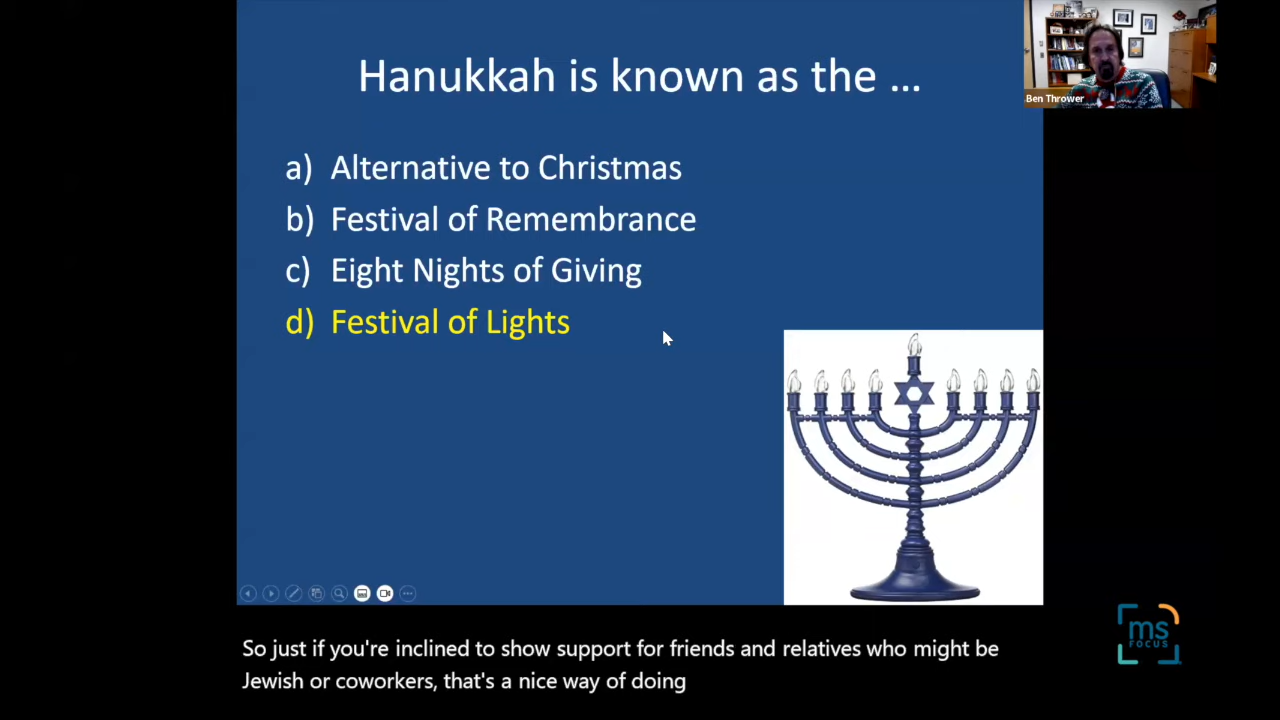 Hanukkah is known as the ...
a) Alternative to Christmas
b) Festival of Remembrance
c) Eight Nights of Giving
d) Festival of Lights
Ben Thrower
So just if you're inclined to show support for friends and relatives who might be
Jewish or coworkers, that's a nice way of doing
ms
FOCUS